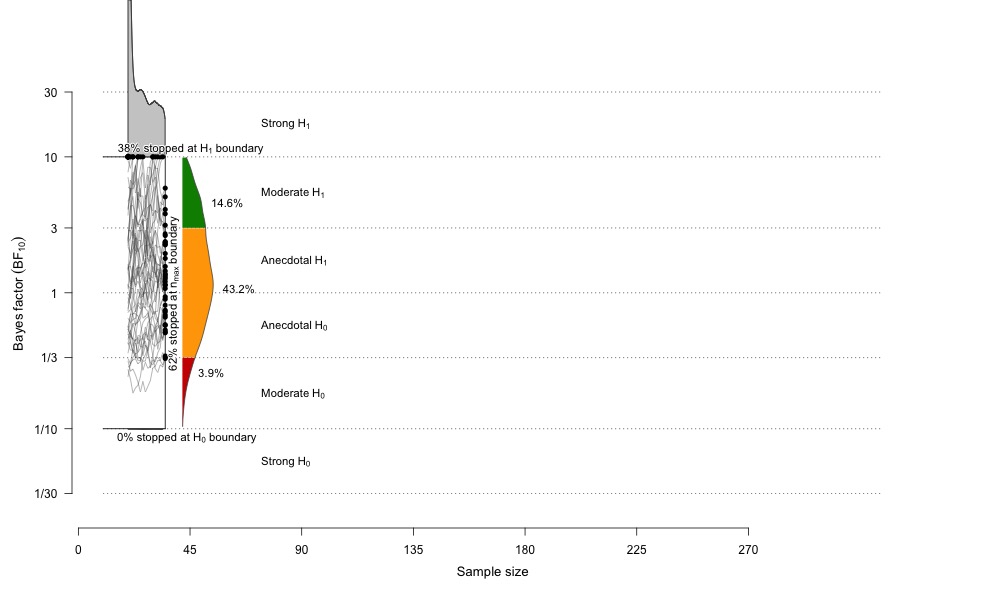 30
Strong H₁
38% stopped at H₁ boundary
10
Moderate H₁
14.6%
3
Anecdotal H₁
Bayes factor (BF₁₀)
62% stopped at nₘₐₓ boundary
43.2%
1
Anecdotal H₀
1/3
3.9%
Moderate H₀
1/10
0% stopped at H₀ boundary
Strong H₀
1/30
0 45 90 135 180 225 270
Sample size